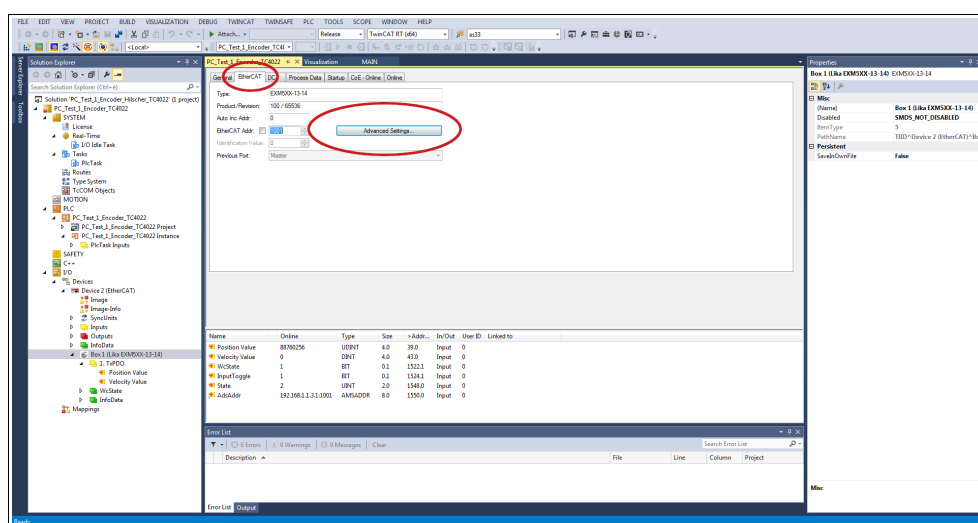 FILE EDIT VIEW PROJECT BUILD VISUALIZATION DEBUG TWINCAT TWINSAFE PLC TOOLS SCOPE WINDOW HELP
Attach... Release TwinCAT RT (x64) as33
<Local> PC_Test_1_Encoder_TC4(
Server Explorer
Toolbox
Solution Explorer
Search Solution Explorer (Ctrl+è)
Solution 'PC_Test_1_Encoder_Hilscher_TC4022' (1 project)
PC_Test_1_Encoder_TC4022
SYSTEM
License
Real-Time
I/O Idle Task
Tasks
PlcTask
Routes
Type System
TcCOM Objects
MOTION
PLC
PC_Test_1_Encoder_TC4022
PC_Test_1_Encoder_TC4022 Project
PC_Test_1_Encoder_TC4022 Instance
PlcTask Inputs
SAFETY
C++
I/O
Devices
Device 2 (EtherCAT)
Image
Image-Info
SyncUnits
Inputs
Outputs
InfoData
Box 1 (Lika EXM5XX-13-14)
1. TxPDO
Position Value
Velocity Value
WcState
InfoData
Mappings
PC_Test_1_Encoder_TC4022 Visualization MAIN
General EtherCAT DC Process Data Startup CoE - Online Online
Type: EXM5XX-13-14
Product/Revision: 100 / 65536
Auto Inc Addr: 0
EtherCAT Addr: 1001 Advanced Settings...
Identification Value: 0
Previous Port: Master
Name Online Type Size >Addr... In/Out User ID Linked to
Position Value 88760256 UDINT 4.0 39.0 Input 0
Velocity Value 0 DINT 4.0 43.0 Input 0
WcState 1 BIT 0.1 1522.1 Input 0
InputToggle 1 BIT 0.1 1524.1 Input 0
State 2 UINT 2.0 1548.0 Input 0
AdsAddr 192.168.1.1.3.1:1001 AMSADDR 8.0 1550.0 Input 0
Error List
0 Errors 0 Warnings 0 Messages Clear Search Error List
Description File Line Column Project
Error List Output
Properties
Box 1 (Lika EXM5XX-13-14) EXM5XX-13-14
Misc
(Name) Box 1 (Lika EXM5XX-13-14)
Disabled SMDS_NOT_DISABLED
ItemType 5
PathName TIID^Device 2 (EtherCAT)^Bo
Persistent
SaveInOwnFile False
Misc
Ready